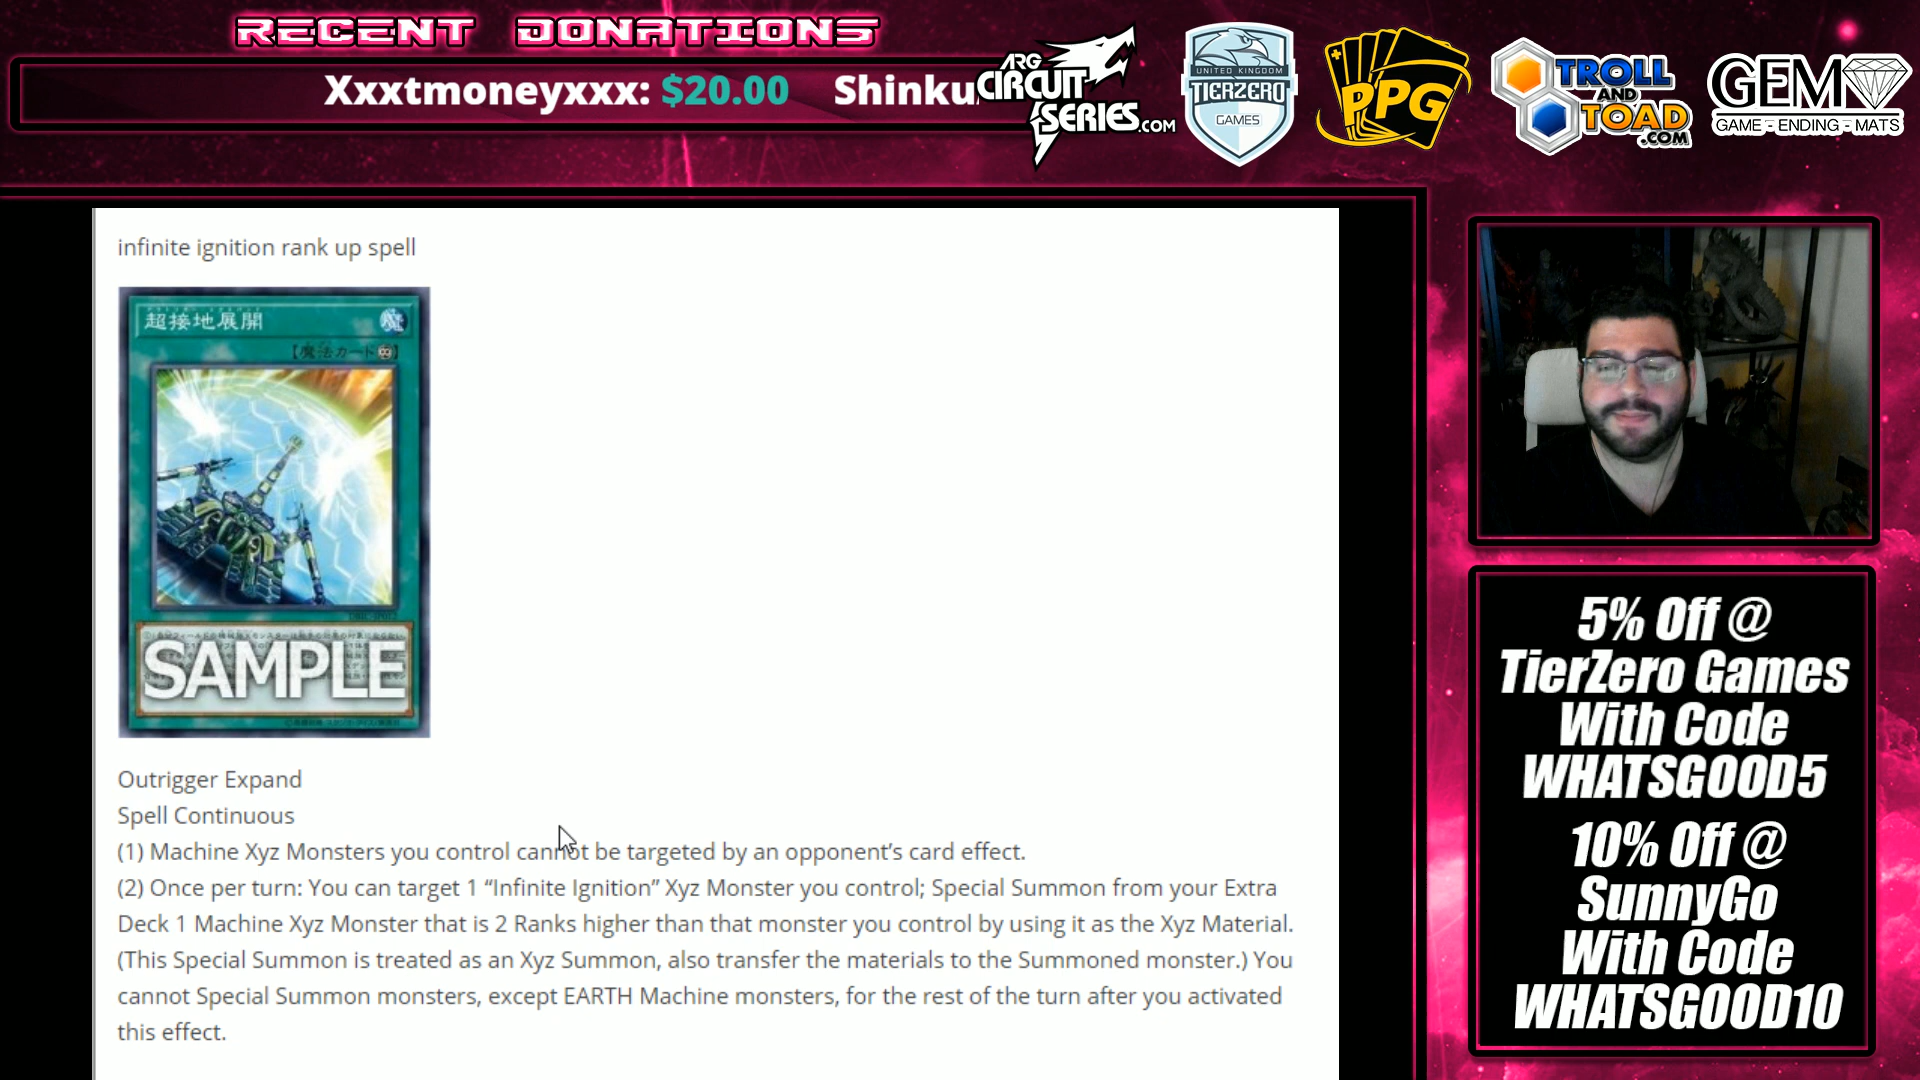 RECENT DONATIONS
Xxxtmoneyxxx: $20.00 Shinku
ARG
CIRCUIT
SERIES.COM
UNITED KINGDOM
TIERZERO
GAMES
PPG
TROLL
AND
TOAD
.COM
GEM
GAME - ENDING - MATS
infinite ignition rank up spell
超接地展開
【魔法カード】
SAMPLE
Outrigger Expand
Spell Continuous
(1) Machine Xyz Monsters you control cannot be targeted by an opponent’s card effect.
(2) Once per turn: You can target 1 “Infinite Ignition” Xyz Monster you control; Special Summon from your Extra
Deck 1 Machine Xyz Monster that is 2 Ranks higher than that monster you control by using it as the Xyz Material.
(This Special Summon is treated as an Xyz Summon, also transfer the materials to the Summoned monster.) You
cannot Special Summon monsters, except EARTH Machine monsters, for the rest of the turn after you activated
this effect.
5% Off @
TierZero Games
With Code
WHATSGOOD5
10% Off @
SunnyGo
With Code
WHATSGOOD10